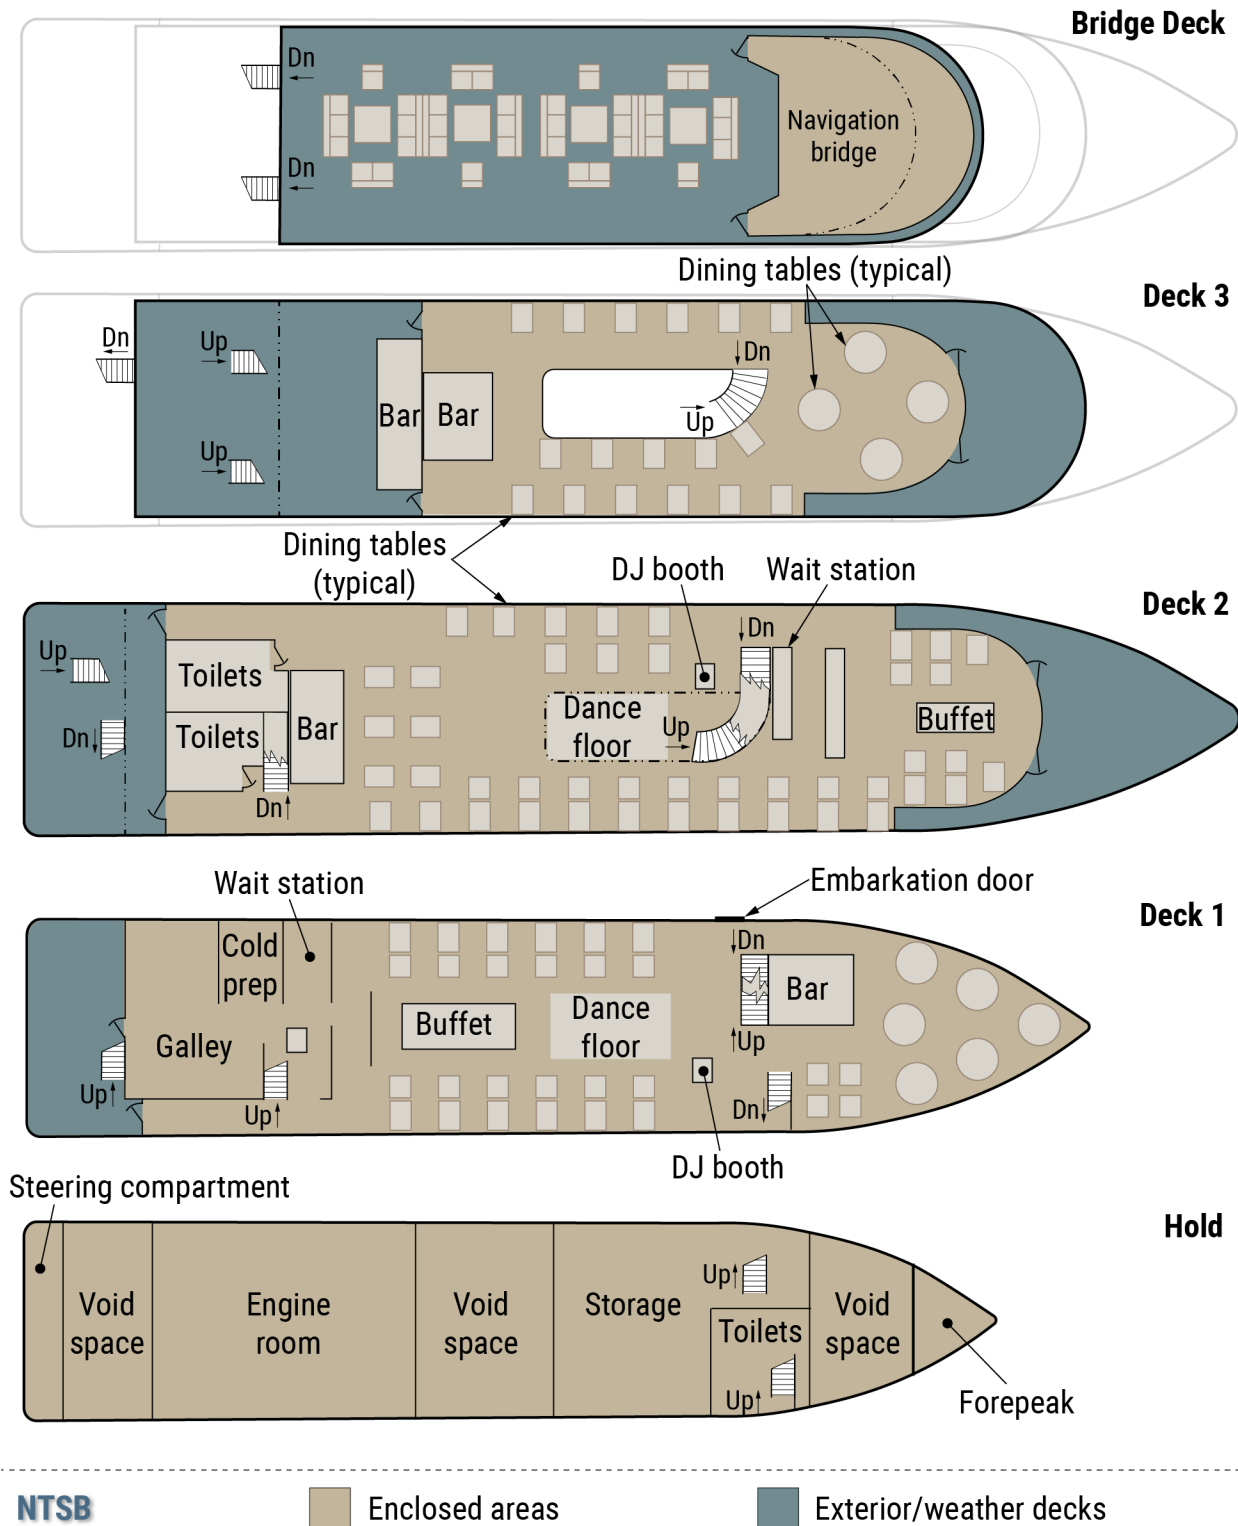 Bridge Deck
Dn
Dn
Navigation
bridge
Dining tables (typical)
Deck 3
Dn
Up
Dn
Bar
Bar
Up
Up
Dining tables
(typical)
DJ booth
Wait station
Deck 2
Dn
Up
Toilets
Dance
floor
Up
Dn
Toilets
Bar
Buffet
Dn
Wait station
Embarkation door
Deck 1
Cold
prep
Dn
Bar
Buffet
Dance
floor
Galley
Up
Up
Up
Dn
DJ booth
Steering compartment
Hold
Void
space
Engine
room
Void
space
Storage
Up
Toilets
Up
Void
space
Forepeak
NTSB
Enclosed areas
Exterior/weather decks